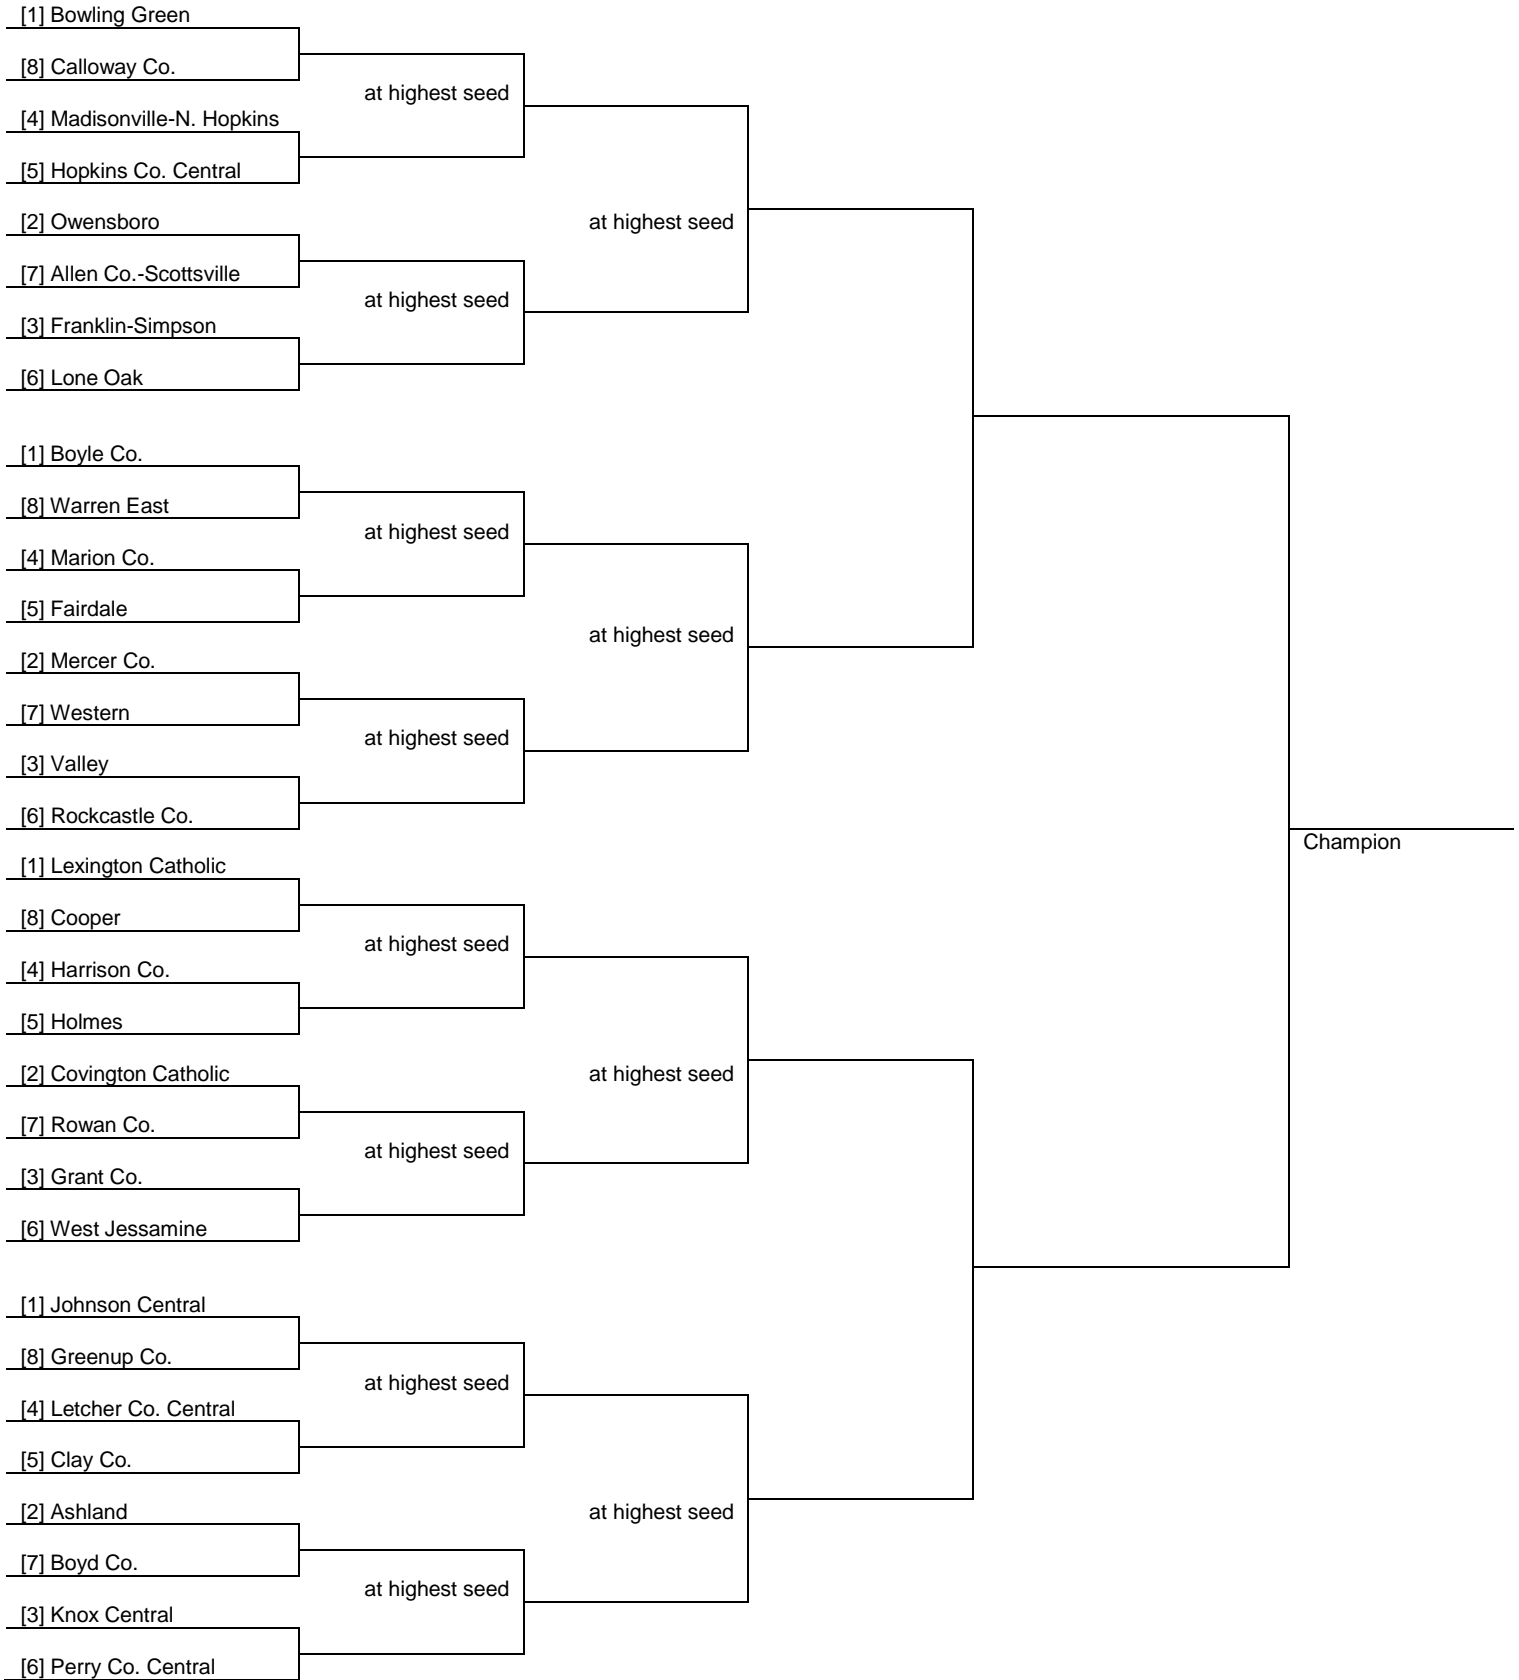 [1] Bowling Green
[8] Calloway Co.
at highest seed
[4] Madisonville-N. Hopkins
[5] Hopkins Co. Central
[2] Owensboro
at highest seed
[7] Allen Co.-Scottsville
at highest seed
[3] Franklin-Simpson
[6] Lone Oak
[1] Boyle Co.
[8] Warren East
at highest seed
[4] Marion Co.
[5] Fairdale
at highest seed
[2] Mercer Co.
[7] Western
at highest seed
[3] Valley
[6] Rockcastle Co.
Champion
[1] Lexington Catholic
[8] Cooper
at highest seed
[4] Harrison Co.
[5] Holmes
[2] Covington Catholic
at highest seed
[7] Rowan Co.
at highest seed
[3] Grant Co.
[6] West Jessamine
[1] Johnson Central
[8] Greenup Co.
at highest seed
[4] Letcher Co. Central
[5] Clay Co.
[2] Ashland
at highest seed
[7] Boyd Co.
at highest seed
[3] Knox Central
[6] Perry Co. Central